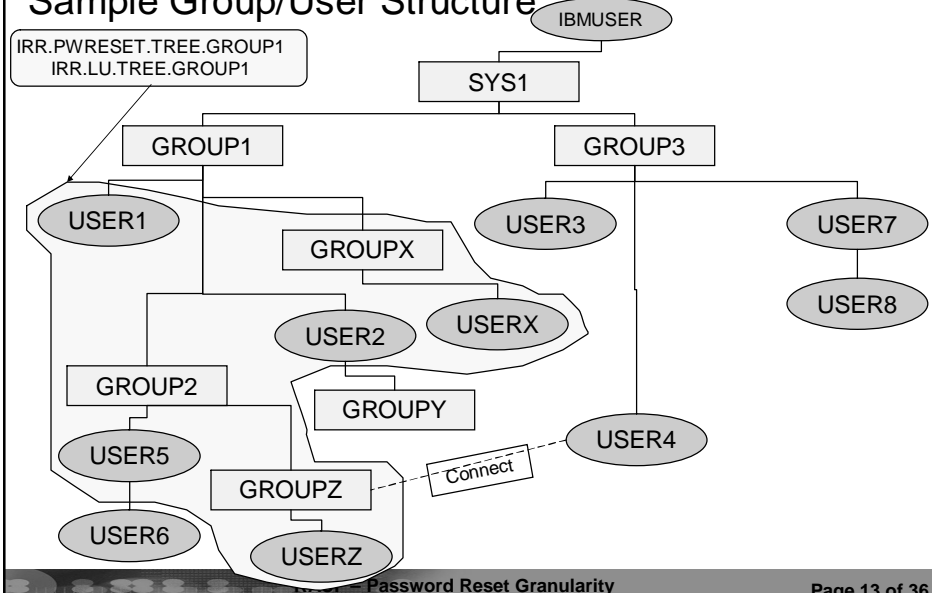 Sample Group/User Structure
IBMUSER
IRR.PWRESET.TREE.GROUP1
IRR.LU.TREE.GROUP1
SYS1
GROUP1
GROUP3
USER1
USER3
USER7
GROUPX
USER8
USERX
USER2
GROUP2
GROUPY
USER4
USER5
Connect
GROUPZ
USER6
USERZ
– Password Reset Granularity
Page 13 of 36